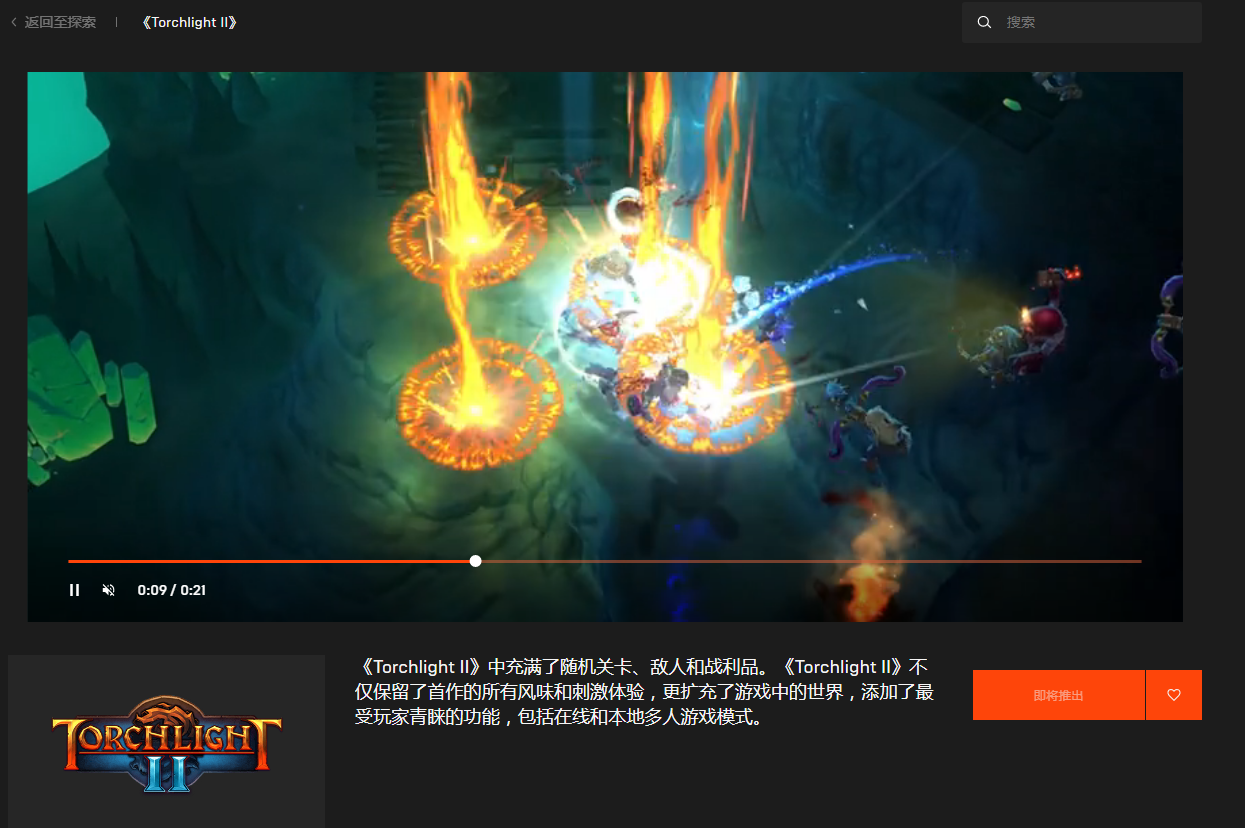 返回至探索
《Torchlight II》
搜索
0:09 / 0:21
TORCHLIGHT
II
《Torchlight II》中充满了随机关卡、敌人和战利品。《Torchlight II》不
仅保留了首作的所有风味和刺激体验，更扩充了游戏中的世界，添加了最
受玩家青睐的功能，包括在线和本地多人游戏模式。
即将推出